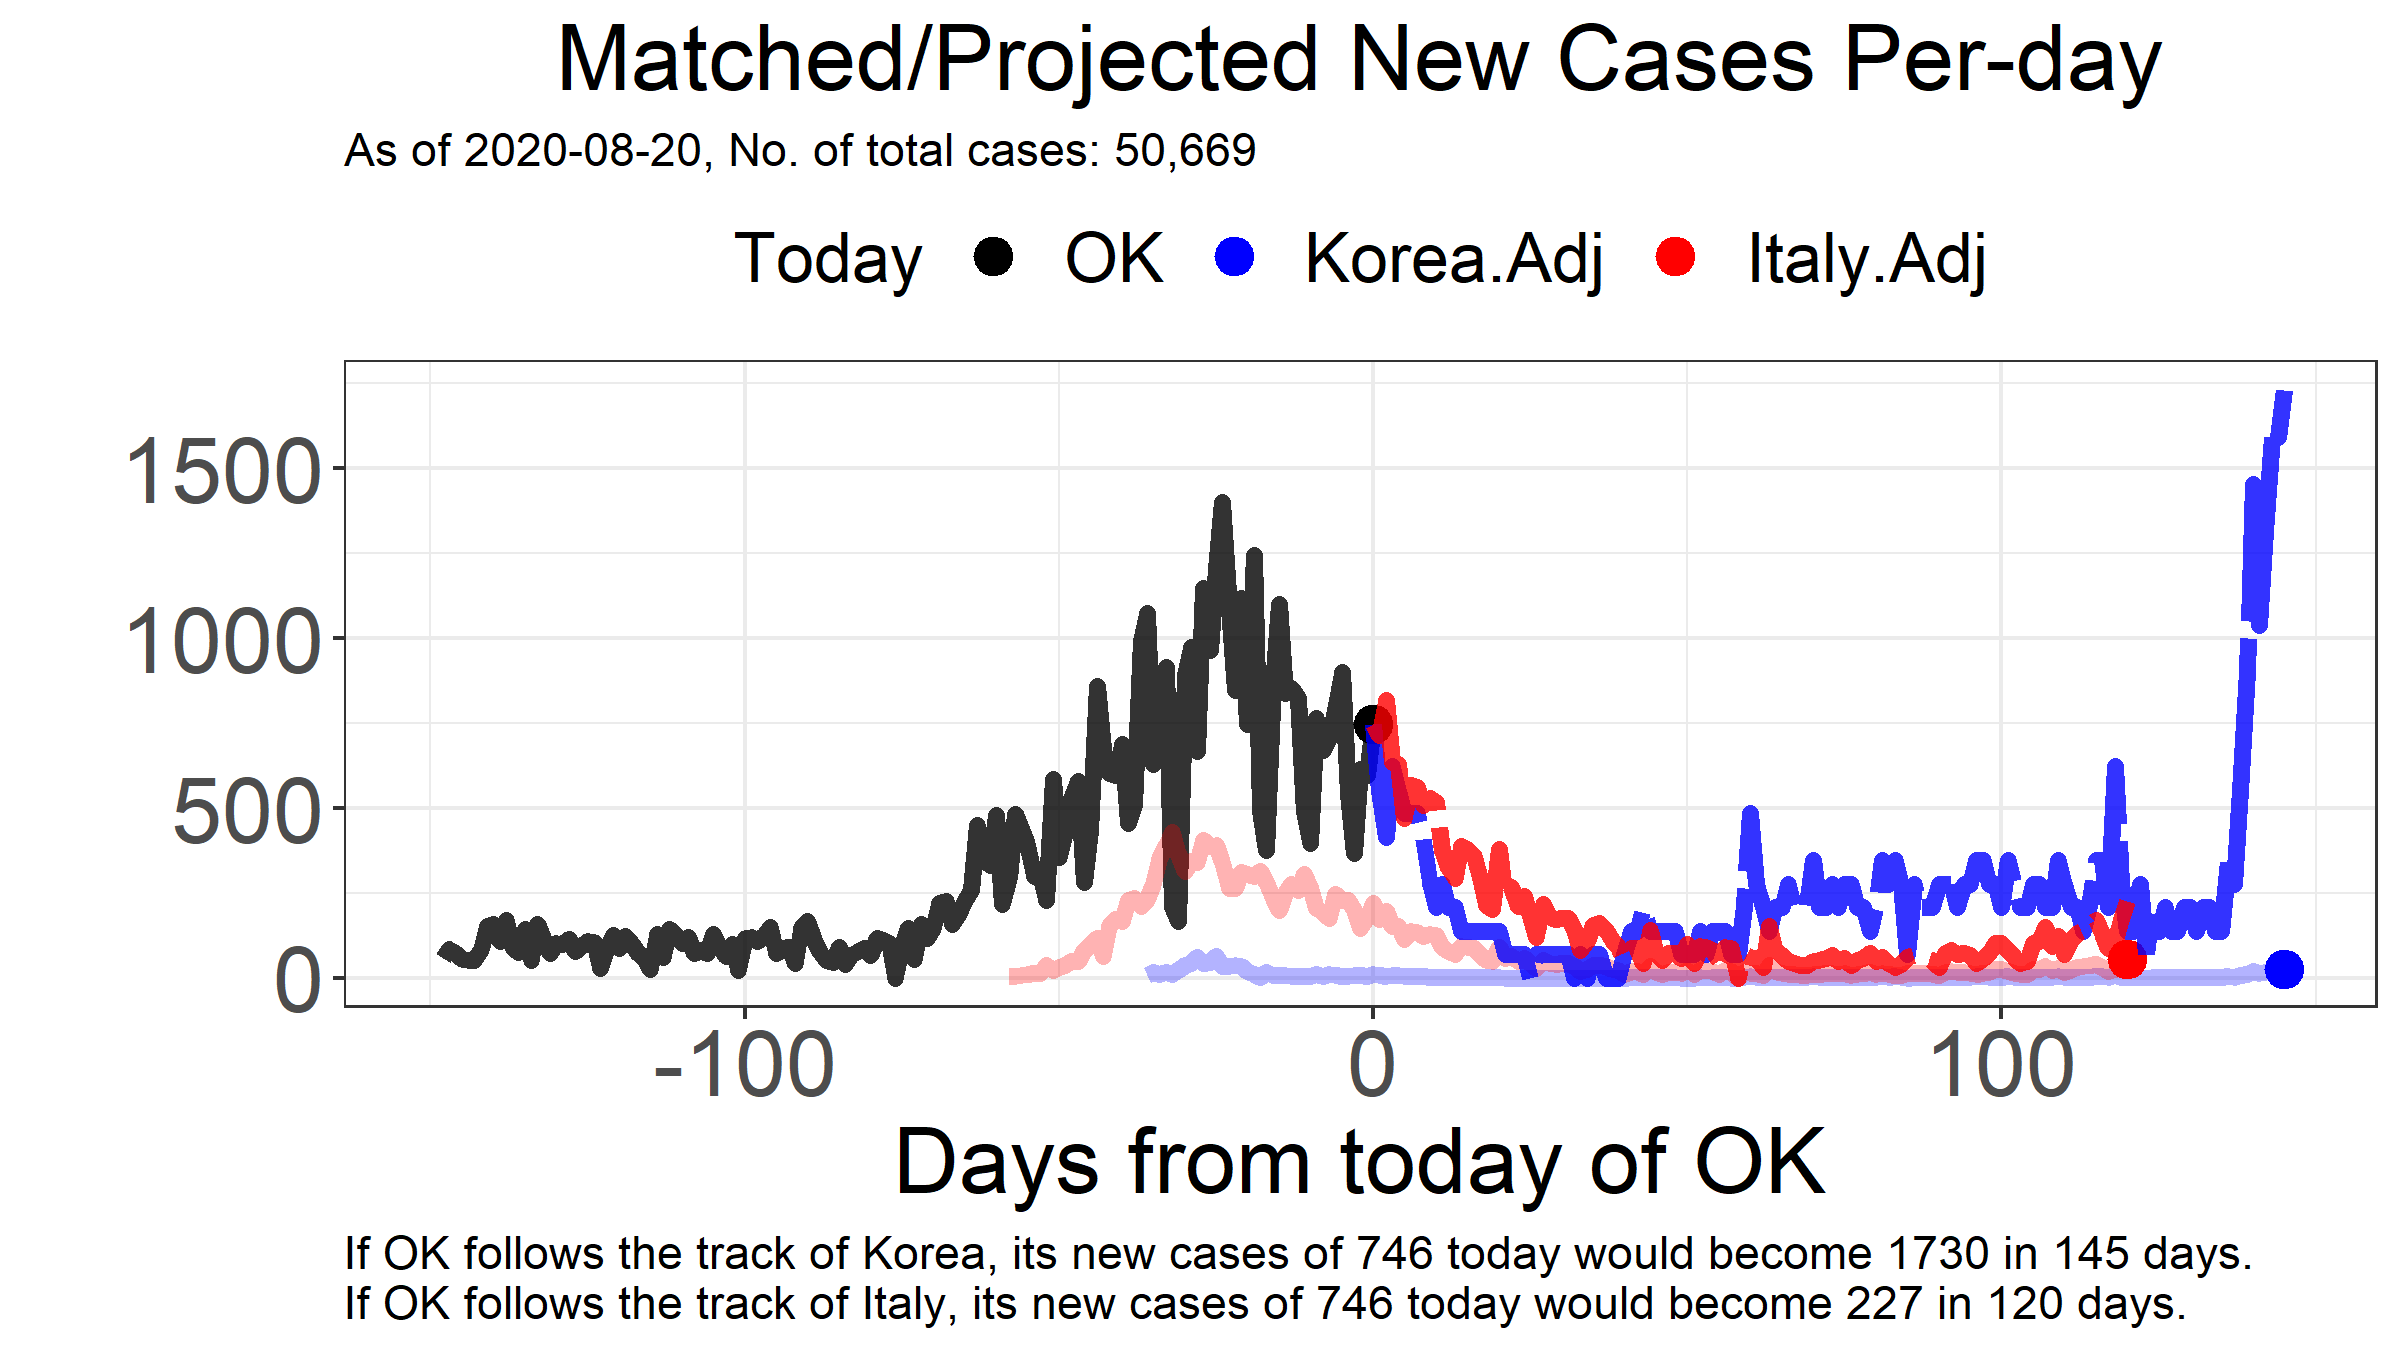 Matched/Projected New Cases Per-day
As of 2020-08-20, No. of total cases: 50,669
Today OK Korea.Adj Italy.Adj
1500
1000
500
0
-100 0 100
Days from today of OK
If OK follows the track of Korea, its new cases of 746 today would become 1730 in 145 days.
If OK follows the track of Italy, its new cases of 746 today would become 227 in 120 days.